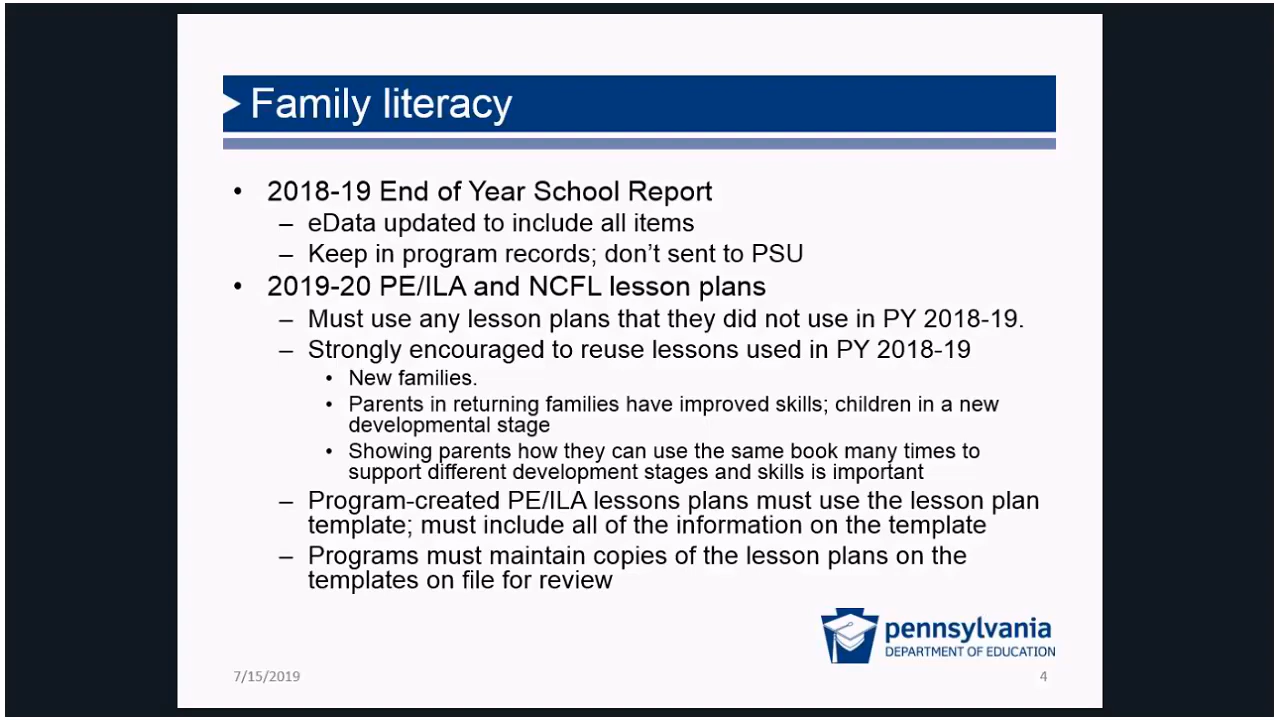 Family literacy
• 2018-19 End of Year School Report
– eData updated to include all items
– Keep in program records; don't sent to PSU
• 2019-20 PE/ILA and NCFL lesson plans
– Must use any lesson plans that they did not use in PY 2018-19.
– Strongly encouraged to reuse lessons used in PY 2018-19
• New families.
• Parents in returning families have improved skills; children in a new
developmental stage
• Showing parents how they can use the same book many times to
support different development stages and skills is important
– Program-created PE/ILA lessons plans must use the lesson plan
template; must include all of the information on the template
– Programs must maintain copies of the lesson plans on the
templates on file for review
pennsylvania
DEPARTMENT OF EDUCATION
7/15/2019
4